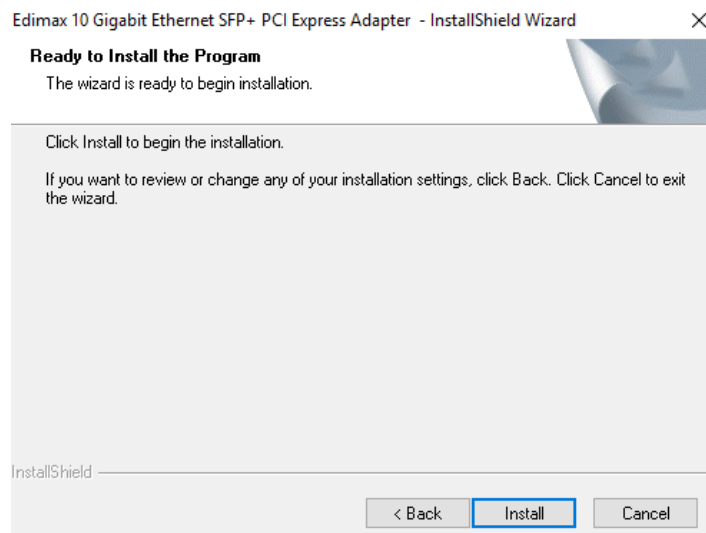 Edimax 10 Gigabit Ethernet SFP+ PCI Express Adapter - InstallShield Wizard
Ready to Install the Program
The wizard is ready to begin installation.
Click Install to begin the installation.
If you want to review or change any of your installation settings, click Back. Click Cancel to exit
the wizard.
InstallShield
< Back
Install
Cancel